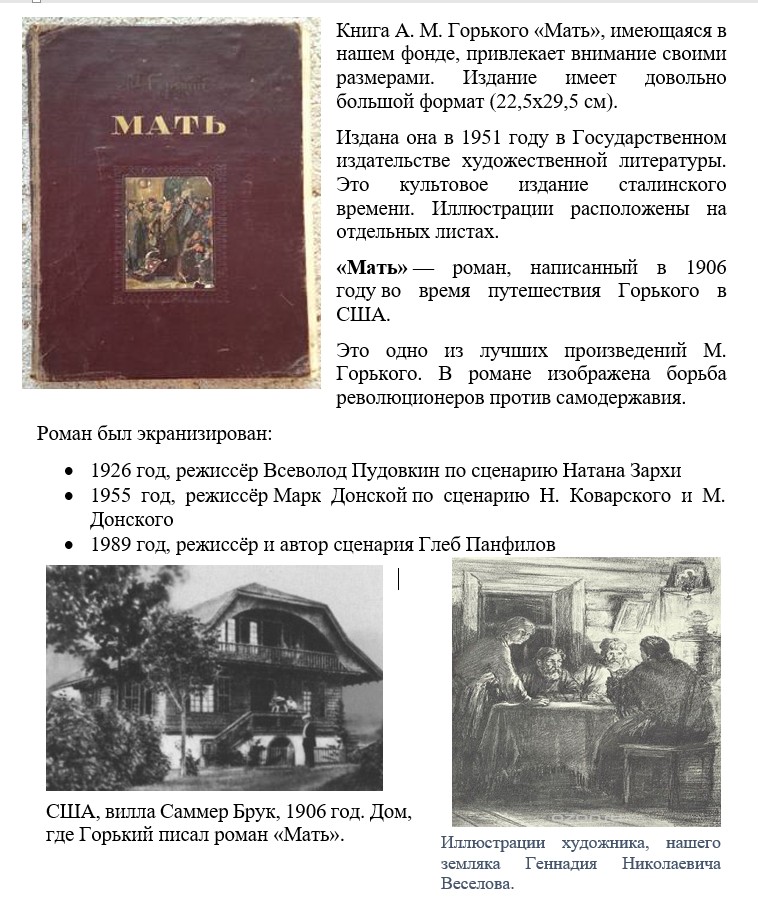 М. Горький
МАТЬ
Книга А. М. Горького «Мать», имеющаяся в
нашем фонде, привлекает внимание своими
размерами. Издание имеет довольно
большой формат (22,5х29,5 см).
Издана она в 1951 году в Государственном
издательстве художественной литературы.
Это культовое издание сталинского
времени. Иллюстрации расположены на
отдельных листах.
«Мать» — роман, написанный в 1906
году во время путешествия Горького в
США.
Это одно из лучших произведений М.
Горького. В романе изображена борьба
революционеров против самодержавия.
Роман был экранизирован:
• 1926 год, режиссёр Всеволод Пудовкин по сценарию Натана Зархи
• 1955 год, режиссёр Марк Донской по сценарию Н. Коварского и М.
Донского
• 1989 год, режиссёр и автор сценария Глеб Панфилов
США, вилла Саммер Брук, 1906 год. Дом,
где Горький писал роман «Мать».
Иллюстрации художника, нашего
земляка Геннадия Николаевича
Веселова.